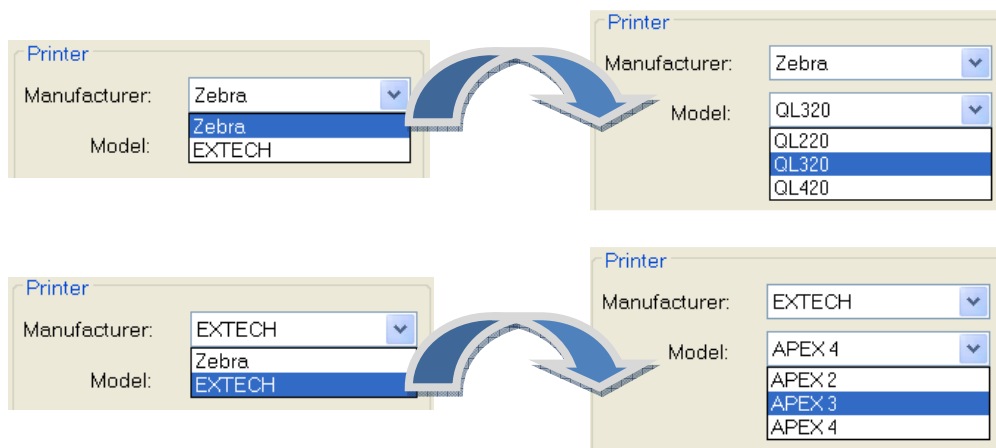 Printer
Manufacturer: Zebra
Zebra
Model: EXTECH
Printer
Manufacturer: Zebra
Model: QL320
QL220
QL320
QL420
Printer
Manufacturer: EXTECH
Zebra
Model: EXTECH
Printer
Manufacturer: EXTECH
Model: APEX 4
APEX 2
APEX 3
APEX 4